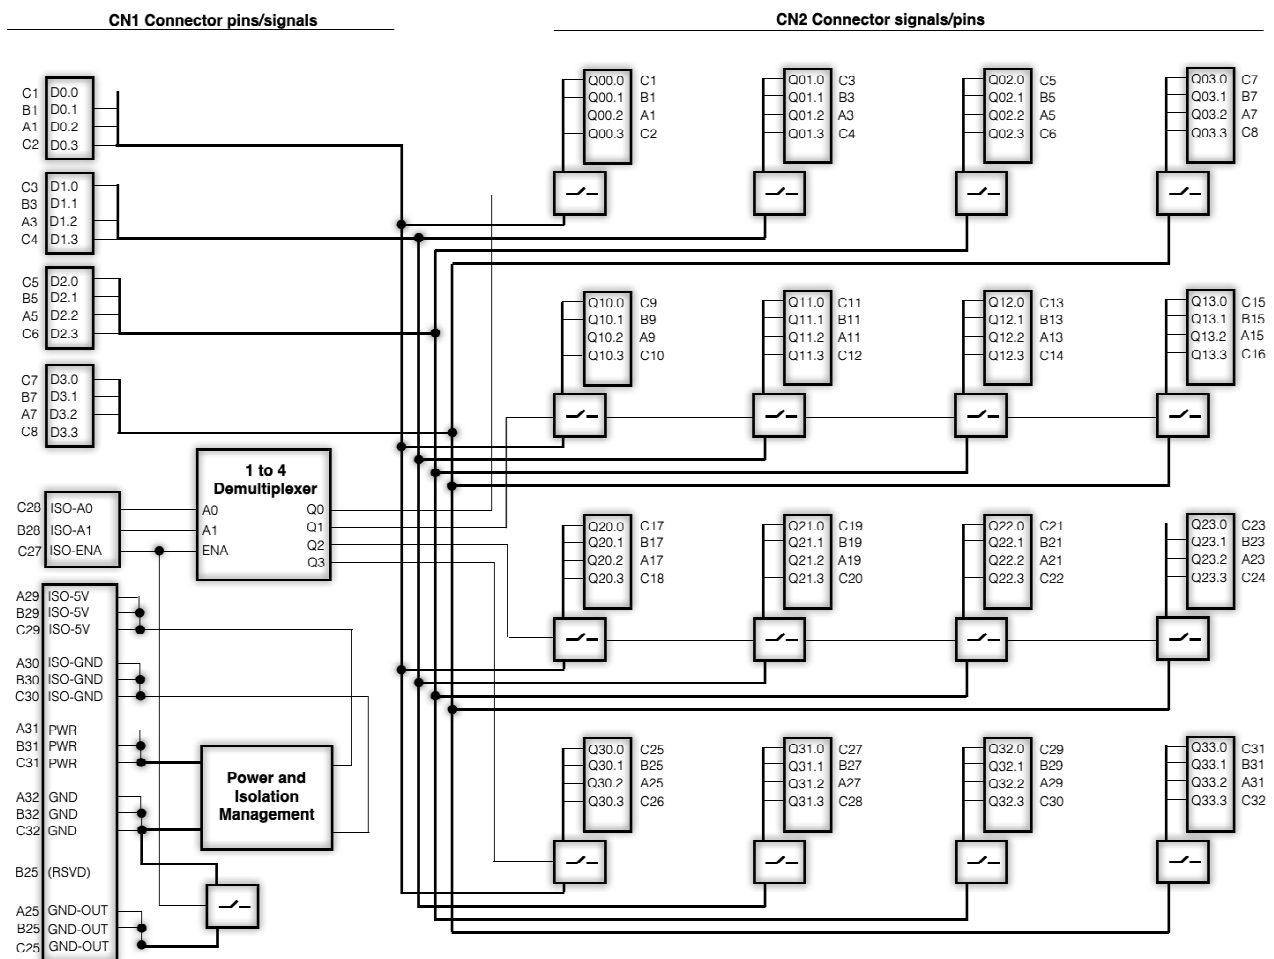 CN1 Connector pins/signals
CN2 Connector signals/pins
C1 D0.0
B1 D0.1
A1 D0.2
C2 D0.3
C3 D1.0
B3 D1.1
A3 D1.2
C4 D1.3
C5 D2.0
B5 D2.1
A5 D2.2
C6 D2.3
C7 D3.0
B7 D3.1
A7 D3.2
C8 D3.3
1 to 4
Demultiplexer
A0 Q0
A1 Q1
ENA Q2
Q3
C28 ISO-A0
B28 ISO-A1
C27 ISO-ENA
A29 ISO-5V
B29 ISO-5V
C29 ISO-5V
A30 ISO-GND
B30 ISO-GND
C30 ISO-GND
A31 PWR
B31 PWR
C31 PWR
A32 GND
B32 GND
C32 GND
B25 (RSVD)
A25 GND-OUT
B25 GND-OUT
C25 GND-OUT
Power and
Isolation
Management
Q00.0 C1
Q00.1 B1
Q00.2 A1
Q00.3 C2
Q01.0 C3
Q01.1 B3
Q01.2 A3
Q01.3 C4
Q02.0 C5
Q02.1 B5
Q02.2 A5
Q02.3 C6
Q03.0 C7
Q03.1 B7
Q03.2 A7
Q03.3 C8
Q10.0 C9
Q10.1 B9
Q10.2 A9
Q10.3 C10
Q11.0 C11
Q11.1 B11
Q11.2 A11
Q11.3 C12
Q12.0 C13
Q12.1 B13
Q12.2 A13
Q12.3 C14
Q13.0 C15
Q13.1 B15
Q13.2 A15
Q13.3 C16
Q20.0 C17
Q20.1 B17
Q20.2 A17
Q20.3 C18
Q21.0 C19
Q21.1 B19
Q21.2 A19
Q21.3 C20
Q22.0 C21
Q22.1 B21
Q22.2 A21
Q22.3 C22
Q23.0 C23
Q23.1 B23
Q23.2 A23
Q23.3 C24
Q30.0 C25
Q30.1 B25
Q30.2 A25
Q30.3 C26
Q31.0 C27
Q31.1 B27
Q31.2 A27
Q31.3 C28
Q32.0 C29
Q32.1 B29
Q32.2 A29
Q32.3 C30
Q33.0 C31
Q33.1 B31
Q33.2 A31
Q33.3 C32